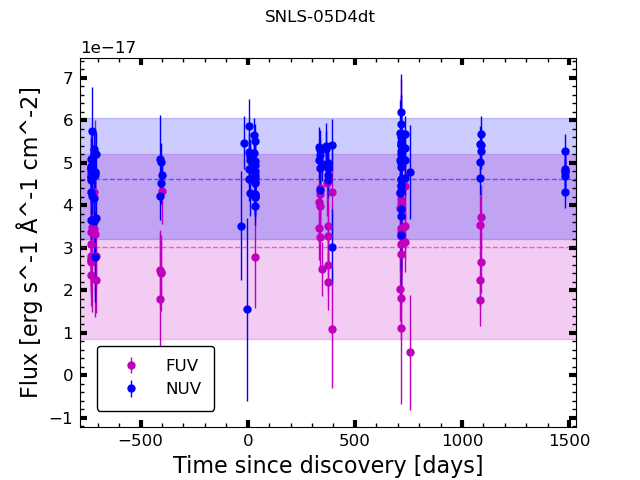 SNLS-05D4dt
1e−17
7
6
5
4
3
2
1
0
−1
Flux [erg s^-1 Å^-1 cm^-2]
FUV
NUV
−500 0 500 1000 1500
Time since discovery [days]